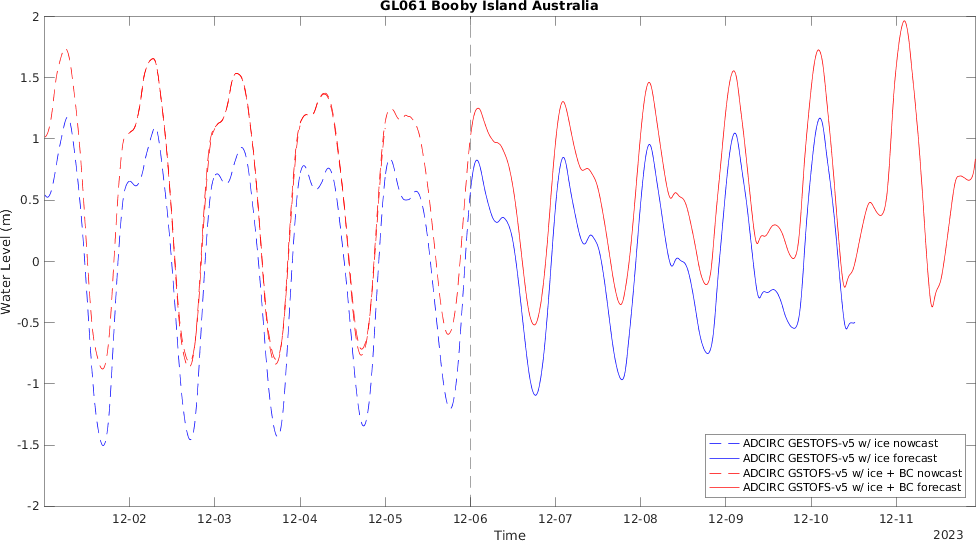 GL061 Booby Island Australia
2
1.5
1
0.5
0
-0.5
-1
-1.5
-2
Water Level (m)
ADCIRC GESTOFS-v5 w/ ice nowcast
ADCIRC GESTOFS-v5 w/ ice forecast
ADCIRC GSTOFS-v5 w/ ice + BC nowcast
ADCIRC GSTOFS-v5 w/ ice + BC forecast
12-02 12-03 12-04 12-05 12-06 12-07 12-08 12-09 12-10 12-11
Time
2023